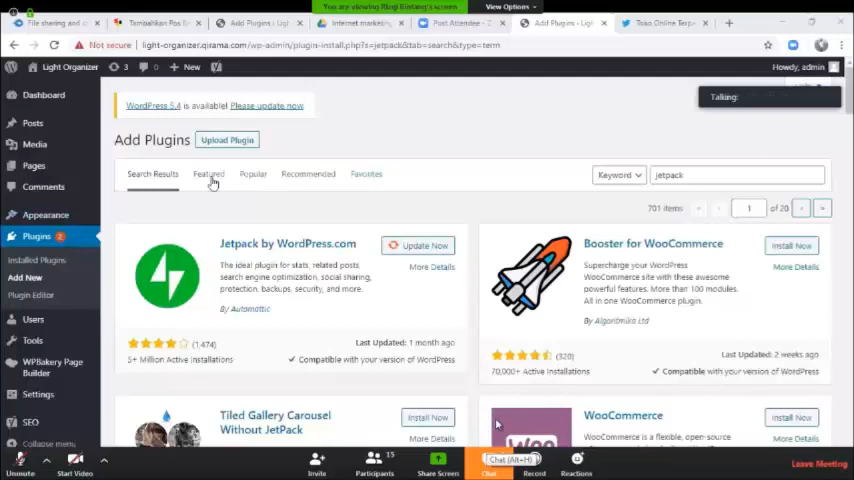 You are viewing Rizqi Bintang's screen
View Options
File sharing and s
Tambahkan Pos B
Add Plugins ‹ Ligh
Internet marketing
Post Attendee - Z
Add Plugins ‹ Ligh
Toko Online Terpe
Not secure
light-organizer.qirama.com/wp-admin/plugin-install.php?s=jetpack&tab=search&type=term
Light Organizer
3
0
New
Howdy, admin
Talking:
WordPress 5.4 is available! Please update now.
Add Plugins
Upload Plugin
Search Results
Featured
Popular
Recommended
Favorites
Keyword
jetpack
701 items
«
‹
1
of 20
›
»
Dashboard
Posts
Media
Pages
Comments
Appearance
Plugins 2
Installed Plugins
Add New
Plugin Editor
Users
Tools
WPBakery Page
Builder
Settings
SEO
Collapse menu
Jetpack by WordPress.com
Update Now
More Details
The ideal plugin for stats, related posts,
search engine optimization, social sharing,
protection, backups, security, and more.
By Automattic
(1,474)
5+ Million Active Installations
Last Updated: 1 month ago
Compatible with your version of WordPress
Booster for WooCommerce
Install Now
More Details
Supercharge your WordPress
WooCommerce site with these awesome
powerful features. More than 100 modules.
All in one WooCommerce plugin.
By Algoritmika Ltd
(320)
70,000+ Active Installations
Last Updated: 2 weeks ago
Compatible with your version of WordPress
Tiled Gallery Carousel
Without JetPack
Install Now
More Details
Woo
WooCommerce
Install Now
More Details
WooCommerce is a flexible, open-source
Unmute
Start Video
Invite
15
Participants
Share Screen
Chat (Alt+H)
Chat
Record
Reactions
Leave Meeting